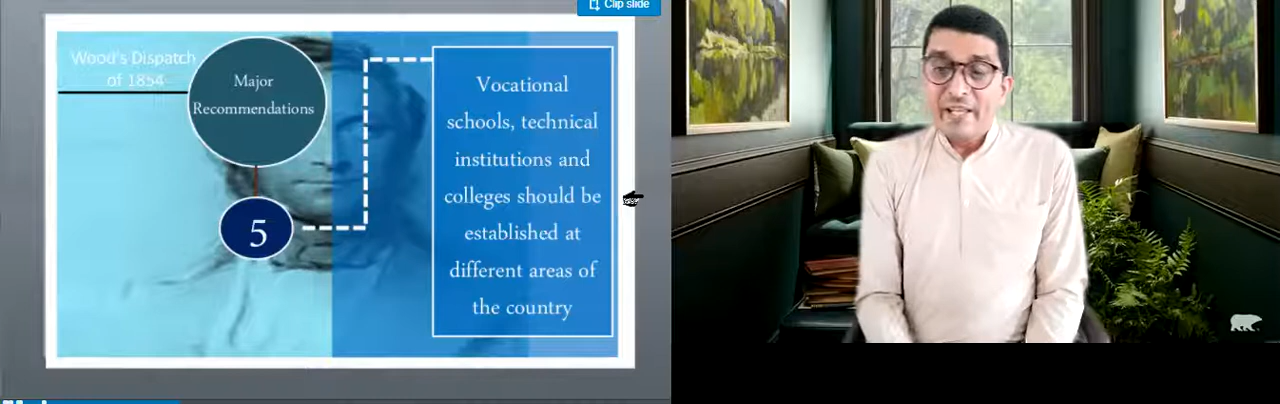 Clip slide
Wood's Dispatch
of 1854
Major
Recommendations
5
Vocational
schools, technical
institutions and
colleges should be
established at
different areas of
the country